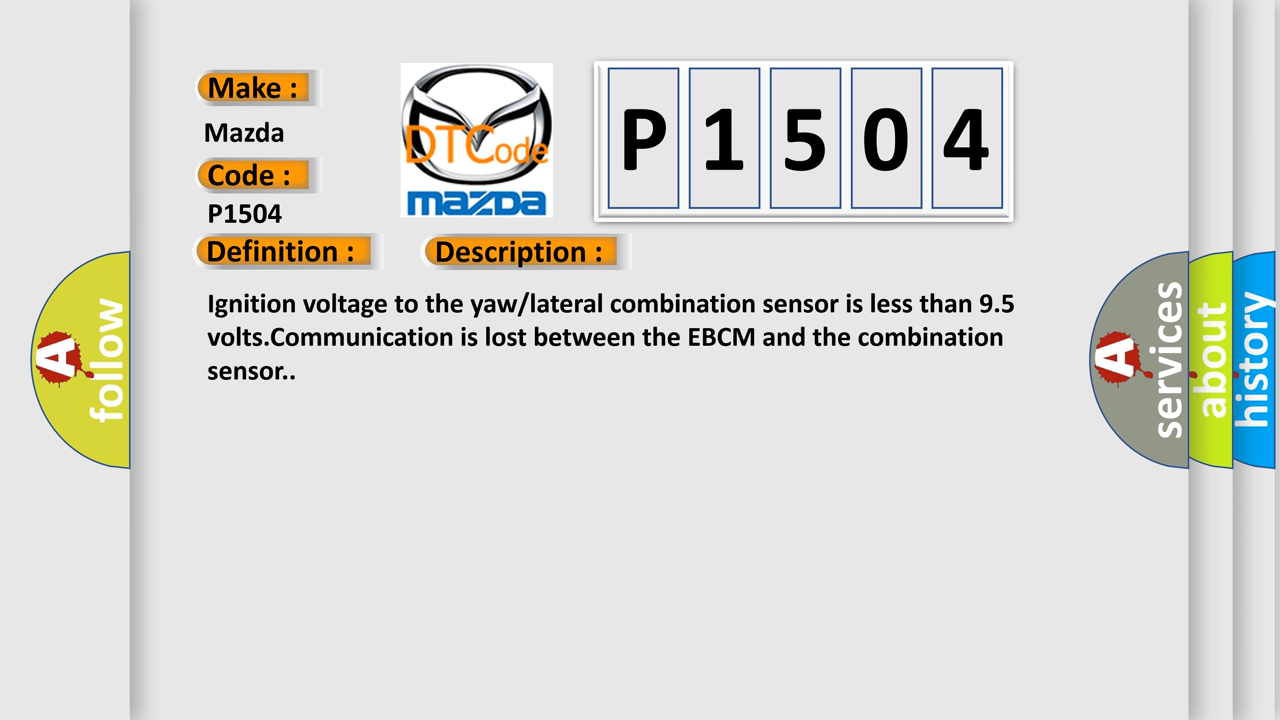 Make :
Mazda
Code :
P1504
Definition :
Description :
DTCode
mazda
P 1 5 0 4
Ignition voltage to the yaw/lateral combination sensor is less than 9.5
volts.Communication is lost between the EBCM and the combination
sensor..
A follow
A services
about
history